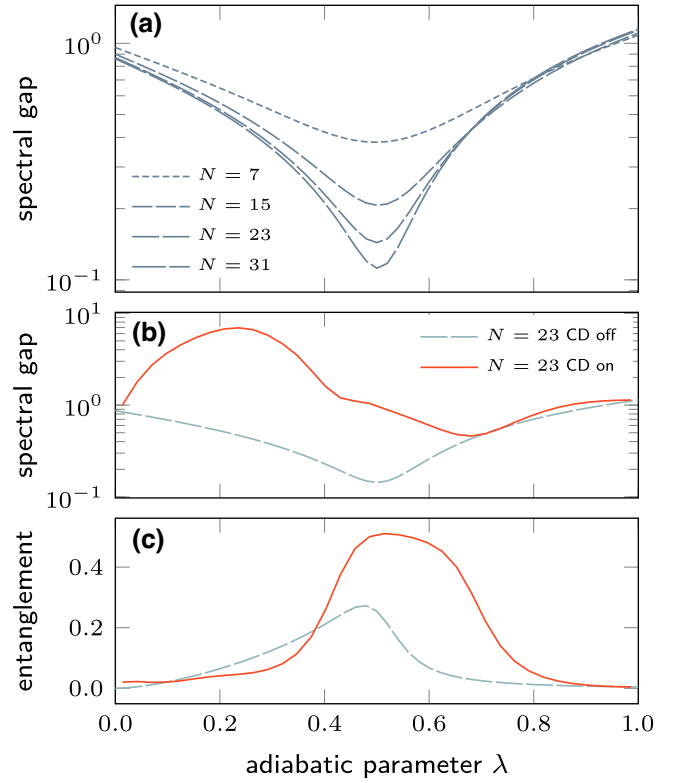 (a)
spectral gap
10^0
10^{-1}
N = 7
N = 15
N = 23
N = 31
(b)
spectral gap
10^1
10^0
10^{-1}
N = 23 CD off
N = 23 CD on
(c)
entanglement
0.4
0.2
0.0
0.0 0.2 0.4 0.6 0.8 1.0
adiabatic parameter λ